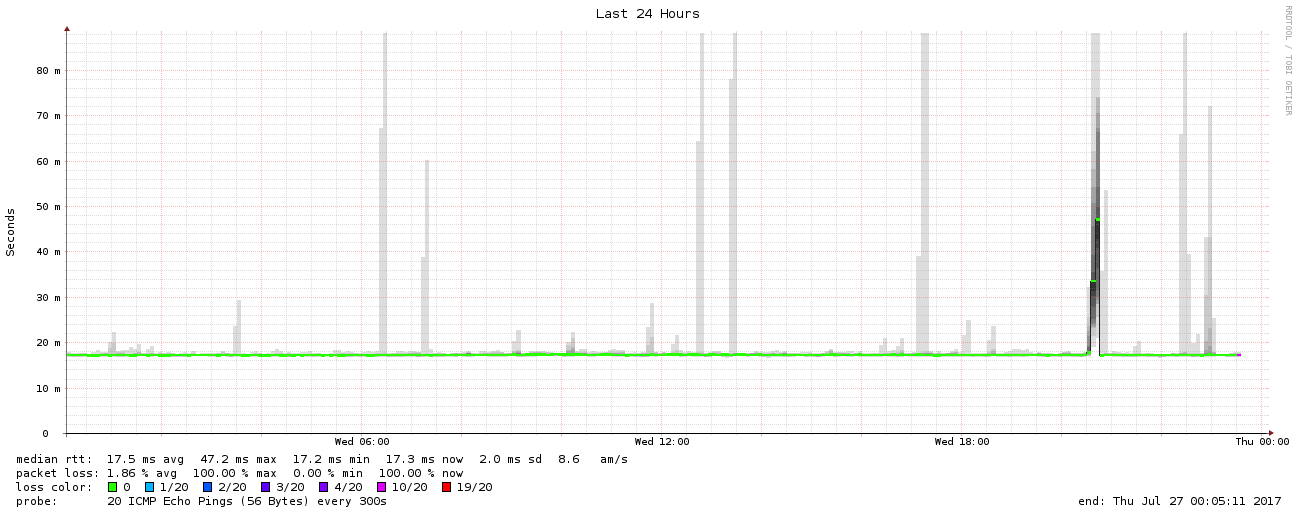 Last 24 Hours
RRDTOOL / TOBI OETIKER
Seconds
80 m
70 m
60 m
50 m
40 m
30 m
20 m
10 m
0
Wed 06:00 Wed 12:00 Wed 18:00 Thu 00:00
median rtt: 17.5 ms avg 47.2 ms max 17.2 ms min 17.3 ms now 2.0 ms sd 8.6 am/s
packet loss: 1.86 % avg 100.00 % max 0.00 % min 100.00 % now
loss color: 0 1/20 2/20 3/20 4/20 10/20 19/20
probe: 20 ICMP Echo Pings (56 Bytes) every 300s end: Thu Jul 27 00:05:11 2017